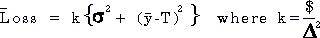 L̅oss = k{σ² + (ȳ-T)²} where k=$/Δ²